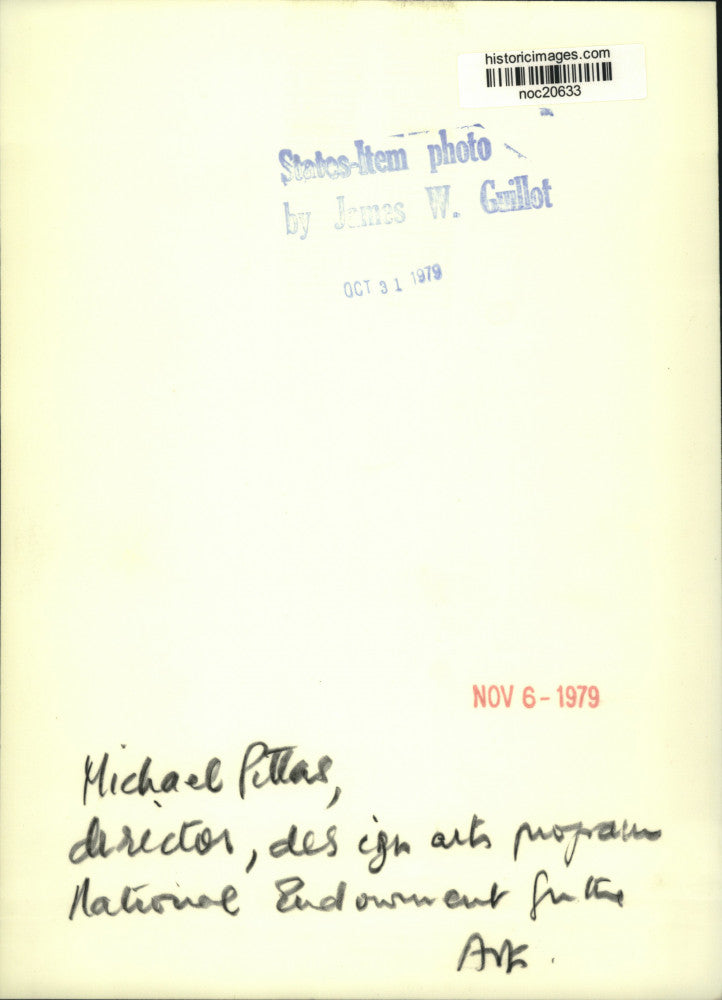 historicimages.com
noc20633
States-Item photo
by James W. Guillot
OCT 31 1979
NOV 6 - 1979
Michael Pittas,
director, design arts program
National Endowment for the
Arts.